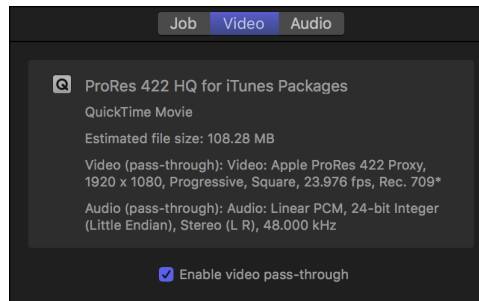 Job Video Audio
Q ProRes 422 HQ for iTunes Packages
QuickTime Movie
Estimated file size: 108.28 MB
Video (pass-through): Video: Apple ProRes 422 Proxy,
1920 x 1080, Progressive, Square, 23.976 fps, Rec. 709*
Audio (pass-through): Audio: Linear PCM, 24-bit Integer
(Little Endian), Stereo (L R), 48.000 kHz
Enable video pass-through